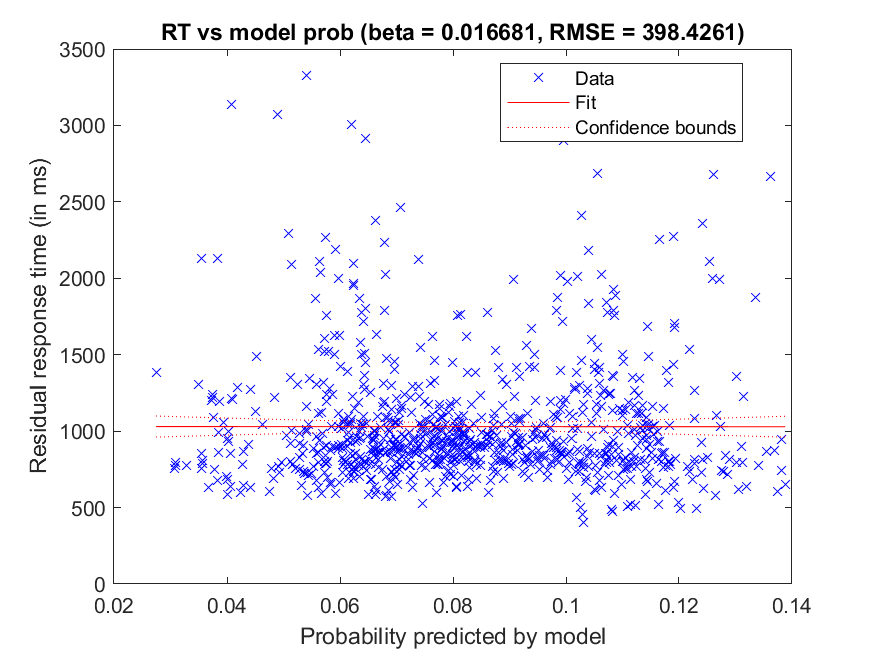 RT vs model prob (beta = 0.016681, RMSE = 398.4261)
3500
3000
2500
2000
1500
1000
500
0
Residual response time (in ms)
Data
Fit
Confidence bounds
0.02
0.04
0.06
0.08
0.1
0.12
0.14
Probability predicted by model